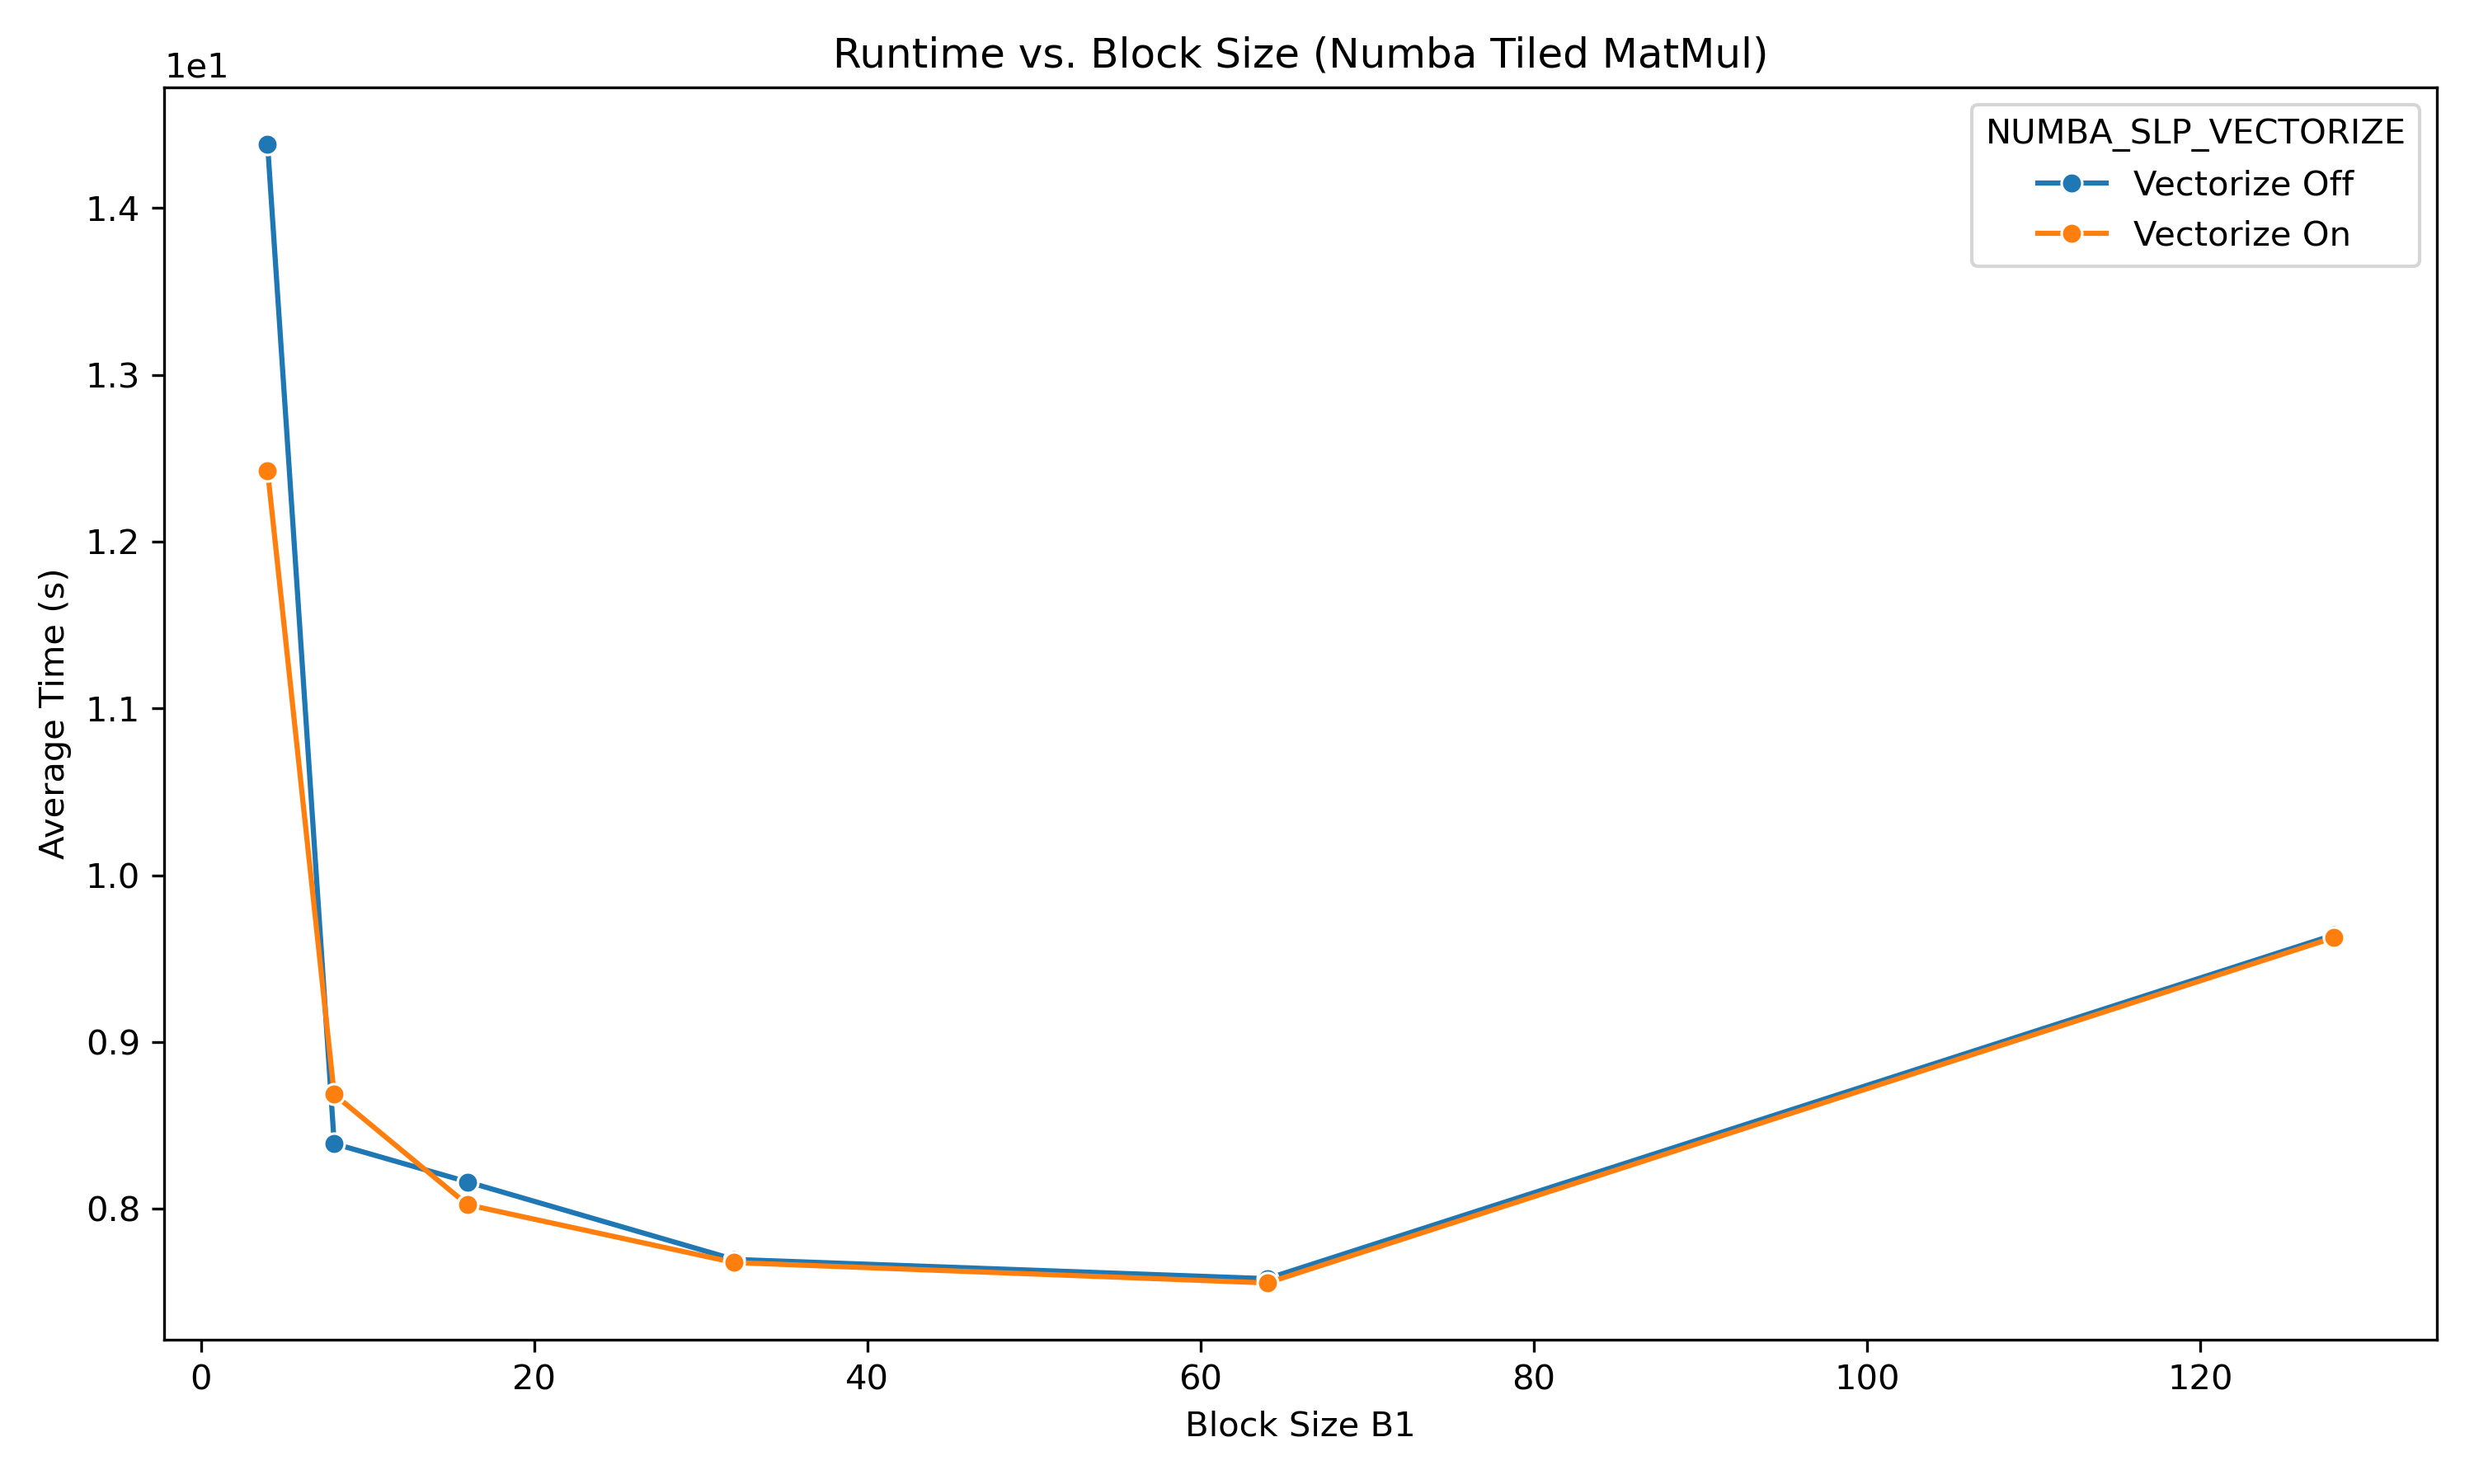 Runtime vs. Block Size (Numba Tiled MatMul)
1e1
NUMBA_SLP_VECTORIZE
Vectorize Off
Vectorize On
1.4
1.3
1.2
1.1
1.0
0.9
0.8
Average Time (s)
0 20 40 60 80 100 120
Block Size B1